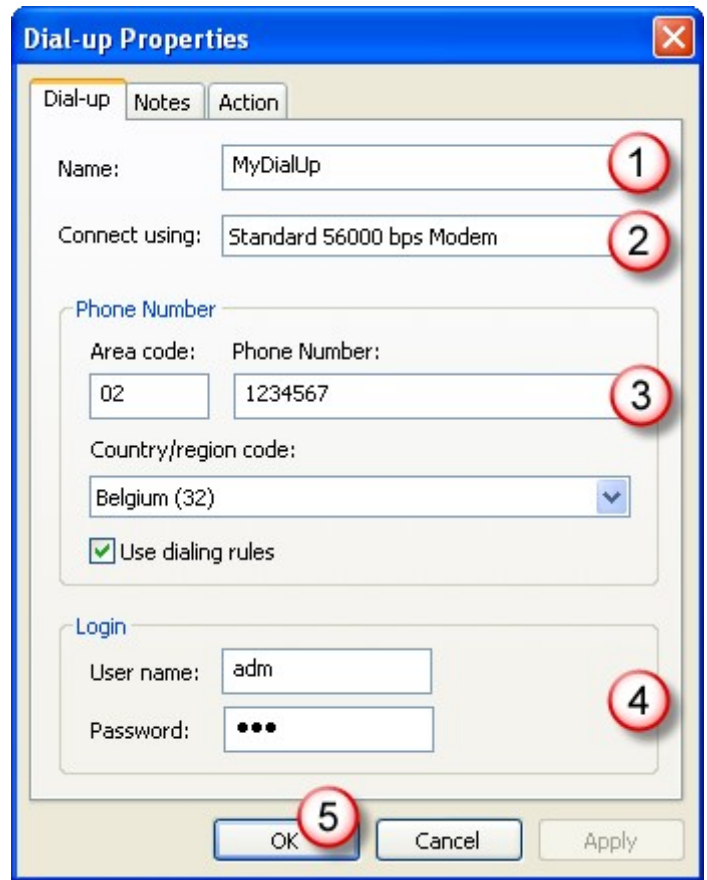 Dial-up Properties
Dial-up Notes Action
Name: MyDialUp 1
Connect using: Standard 56000 bps Modem 2
Phone Number
Area code: Phone Number:
02 1234567 3
Country/region code:
Belgium (32)
Use dialing rules
Login
User name: adm
4
Password: ●●●
5
OK Cancel Apply